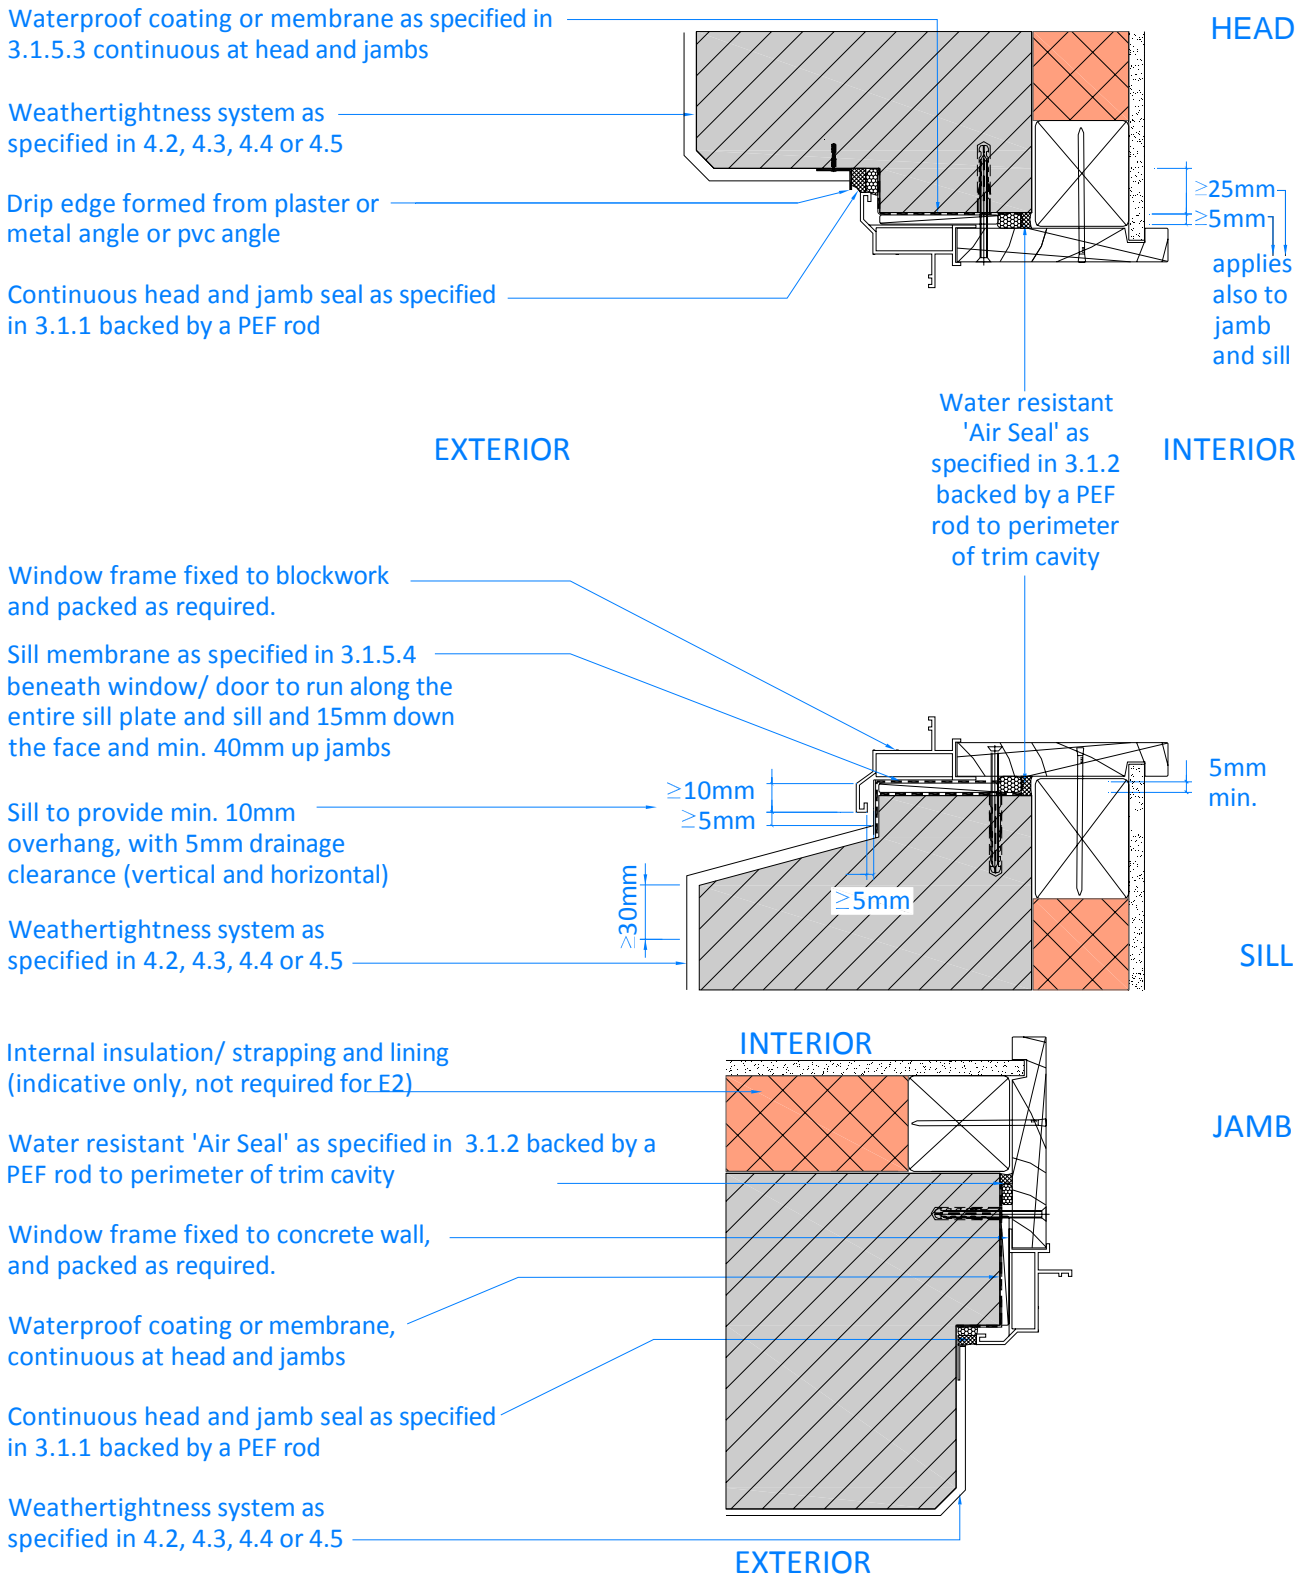 Waterproof coating or membrane as specified in
3.1.5.3 continuous at head and jambs
HEAD
Weathertightness system as
specified in 4.2, 4.3, 4.4 or 4.5
Drip edge formed from plaster or
metal angle or pvc angle
≥25mm
≥5mm
applies
also to
jamb
and sill
Continuous head and jamb seal as specified
in 3.1.1 backed by a PEF rod
Water resistant
'Air Seal' as
specified in 3.1.2
backed by a PEF
rod to perimeter
of trim cavity
EXTERIOR
INTERIOR
Window frame fixed to blockwork
and packed as required.
Sill membrane as specified in 3.1.5.4
beneath window/ door to run along the
entire sill plate and sill and 15mm down
the face and min. 40mm up jambs
≥10mm
≥5mm
5mm
min.
Sill to provide min. 10mm
overhang, with 5mm drainage
clearance (vertical and horizontal)
≥5mm
≥30mm
Weathertightness system as
specified in 4.2, 4.3, 4.4 or 4.5
SILL
INTERIOR
Internal insulation/ strapping and lining
(indicative only, not required for E2)
JAMB
Water resistant 'Air Seal' as specified in 3.1.2 backed by a
PEF rod to perimeter of trim cavity
Window frame fixed to concrete wall,
and packed as required.
Waterproof coating or membrane,
continuous at head and jambs
Continuous head and jamb seal as specified
in 3.1.1 backed by a PEF rod
Weathertightness system as
specified in 4.2, 4.3, 4.4 or 4.5
EXTERIOR